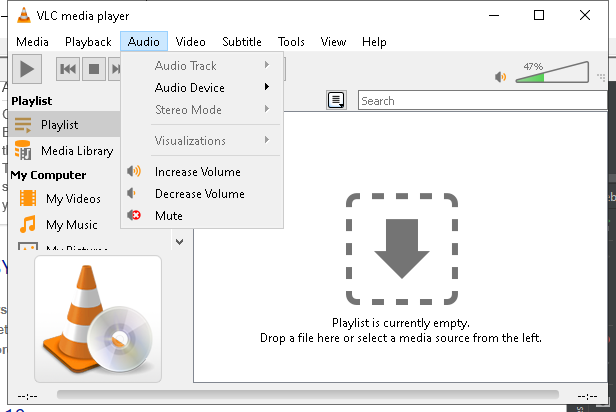 VLC media player
Media Playback Audio Video Subtitle Tools View Help
Audio Track
Audio Device
Stereo Mode
Visualizations
Increase Volume
Decrease Volume
Mute
47%
Search
Playlist
Playlist
Media Library
My Computer
My Videos
My Music
My Pictures
Playlist is currently empty.
Drop a file here or select a media source from the left.
--:-- --:--